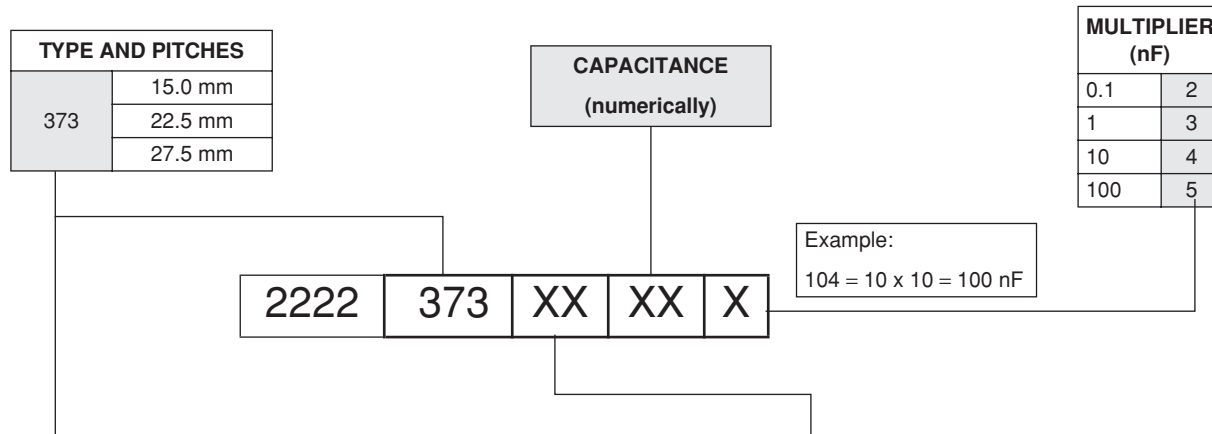 TYPE AND PITCHES
373
15.0 mm
22.5 mm
27.5 mm
CAPACITANCE
(numerically)
MULTIPLIER
(nF)
0.1 2
1 3
10 4
100 5
Example:
104 = 10 x 10 = 100 nF
2222 373 XX XX X